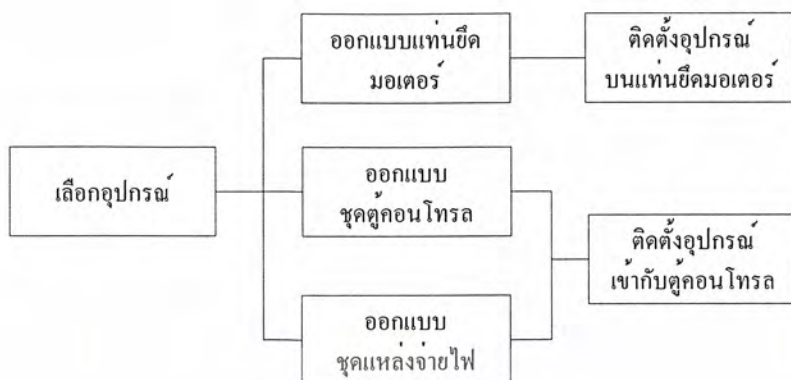 ออกแบบแท่นยึด
มอเตอร์
ติดตั้งอุปกรณ์
บนแท่นยึดมอเตอร์
เลือกอุปกรณ์
ออกแบบ
ชุดตู้คอนโทรล
ติดตั้งอุปกรณ์
เข้ากับตู้คอนโทรล
ออกแบบ
ชุดแหล่งจ่ายไฟ